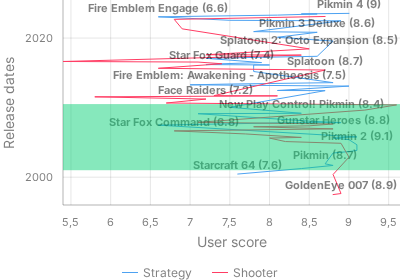 Pikmin 4 (9)
Fire Emblem Engage (6.6)
Pikmin 3 Deluxe (8.6)
2020
Splatoon 2: Octo Expansion (8.5)
Star Fox Guard (7.4)
Splatoon (8.7)
Fire Emblem: Awakening - Apotheosis (7.5)
Face Raiders (7.2)
New Play Control! Pikmin (8.4)
Star Fox Command (6.8)
Gunstar Heroes (8.8)
Pikmin 2 (9.1)
Pikmin (8.7)
Starcraft 64 (7.6)
2000
GoldenEye 007 (8.9)
Release dates
5,5 6 6,5 7 7,5 8 8,5 9 9,5
User score
Strategy Shooter